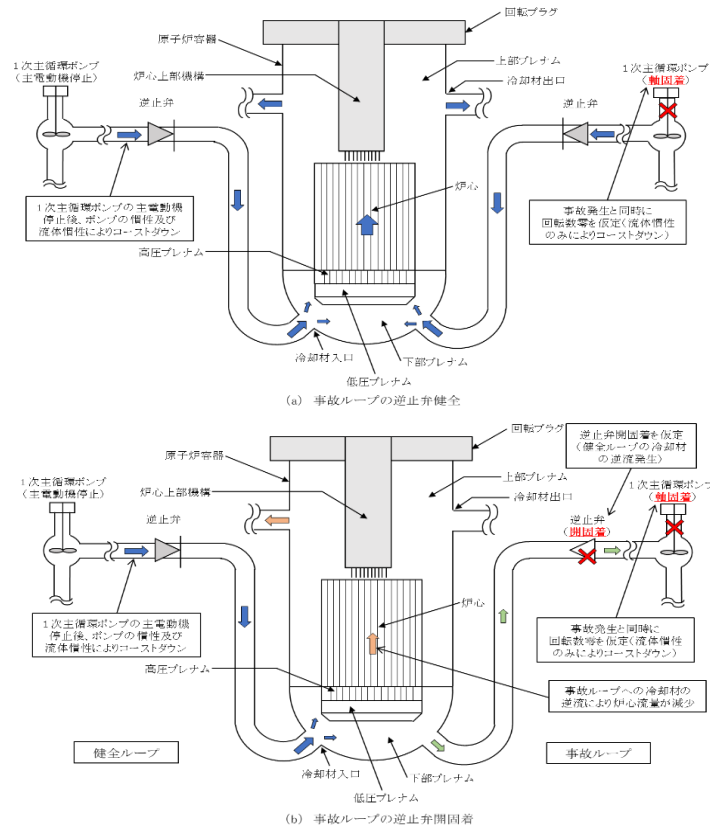 回転プラグ
原子炉容器
1次主循環ポンプ
(主電動機停止)
炉心上部機構
上部プレナム
冷却材出口
1次主循環ポンプ
(軸固着)
逆止弁
逆止弁
炉心
1次主循環ポンプの主電動機
停止後、ポンプの慣性及び
流体慣性によりコーストダウン
事故発生と同時に
回転数零を仮定(流体慣性
のみによりコーストダウン)
高圧プレナム
冷却材入口
下部プレナム
低圧プレナム
(a) 事故ループの逆止弁健全
回転プラグ
逆止弁開固着を仮定
(健全ループの冷却材
の逆流発生)
原子炉容器
上部プレナム
1次主循環ポンプ
(主電動機停止)
炉心上部機構
冷却材出口
1次主循環ポンプ
(軸固着)
逆止弁
逆止弁
(開固着)
炉心
1次主循環ポンプの主電動機
停止後、ポンプの慣性及び
流体慣性によりコーストダウン
事故発生と同時に
回転数零を仮定(流体慣性
のみによりコーストダウン)
高圧プレナム
事故ループへの冷却材の
逆流により炉心流量が減少
健全ループ
事故ループ
冷却材入口
下部プレナム
低圧プレナム
(b) 事故ループの逆止弁開固着